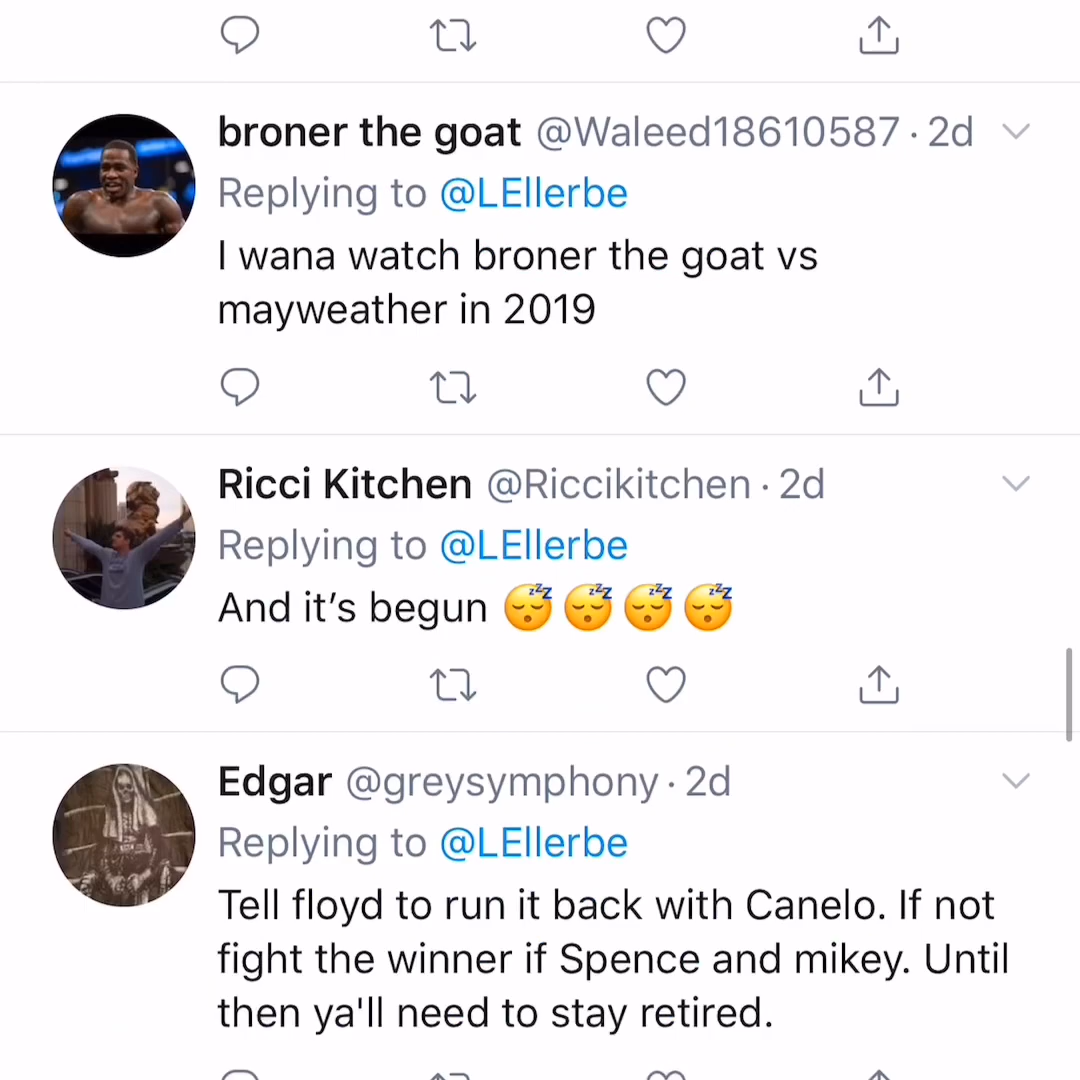 broner the goat @Waleed18610587 · 2d
Replying to @LEllerbe
I wana watch broner the goat vs
mayweather in 2019
Ricci Kitchen @Riccikitchen · 2d
Replying to @LEllerbe
And it's begun 😴😴😴😴
Edgar @greysymphony · 2d
Replying to @LEllerbe
Tell floyd to run it back with Canelo. If not
fight the winner if Spence and mikey. Until
then ya'll need to stay retired.